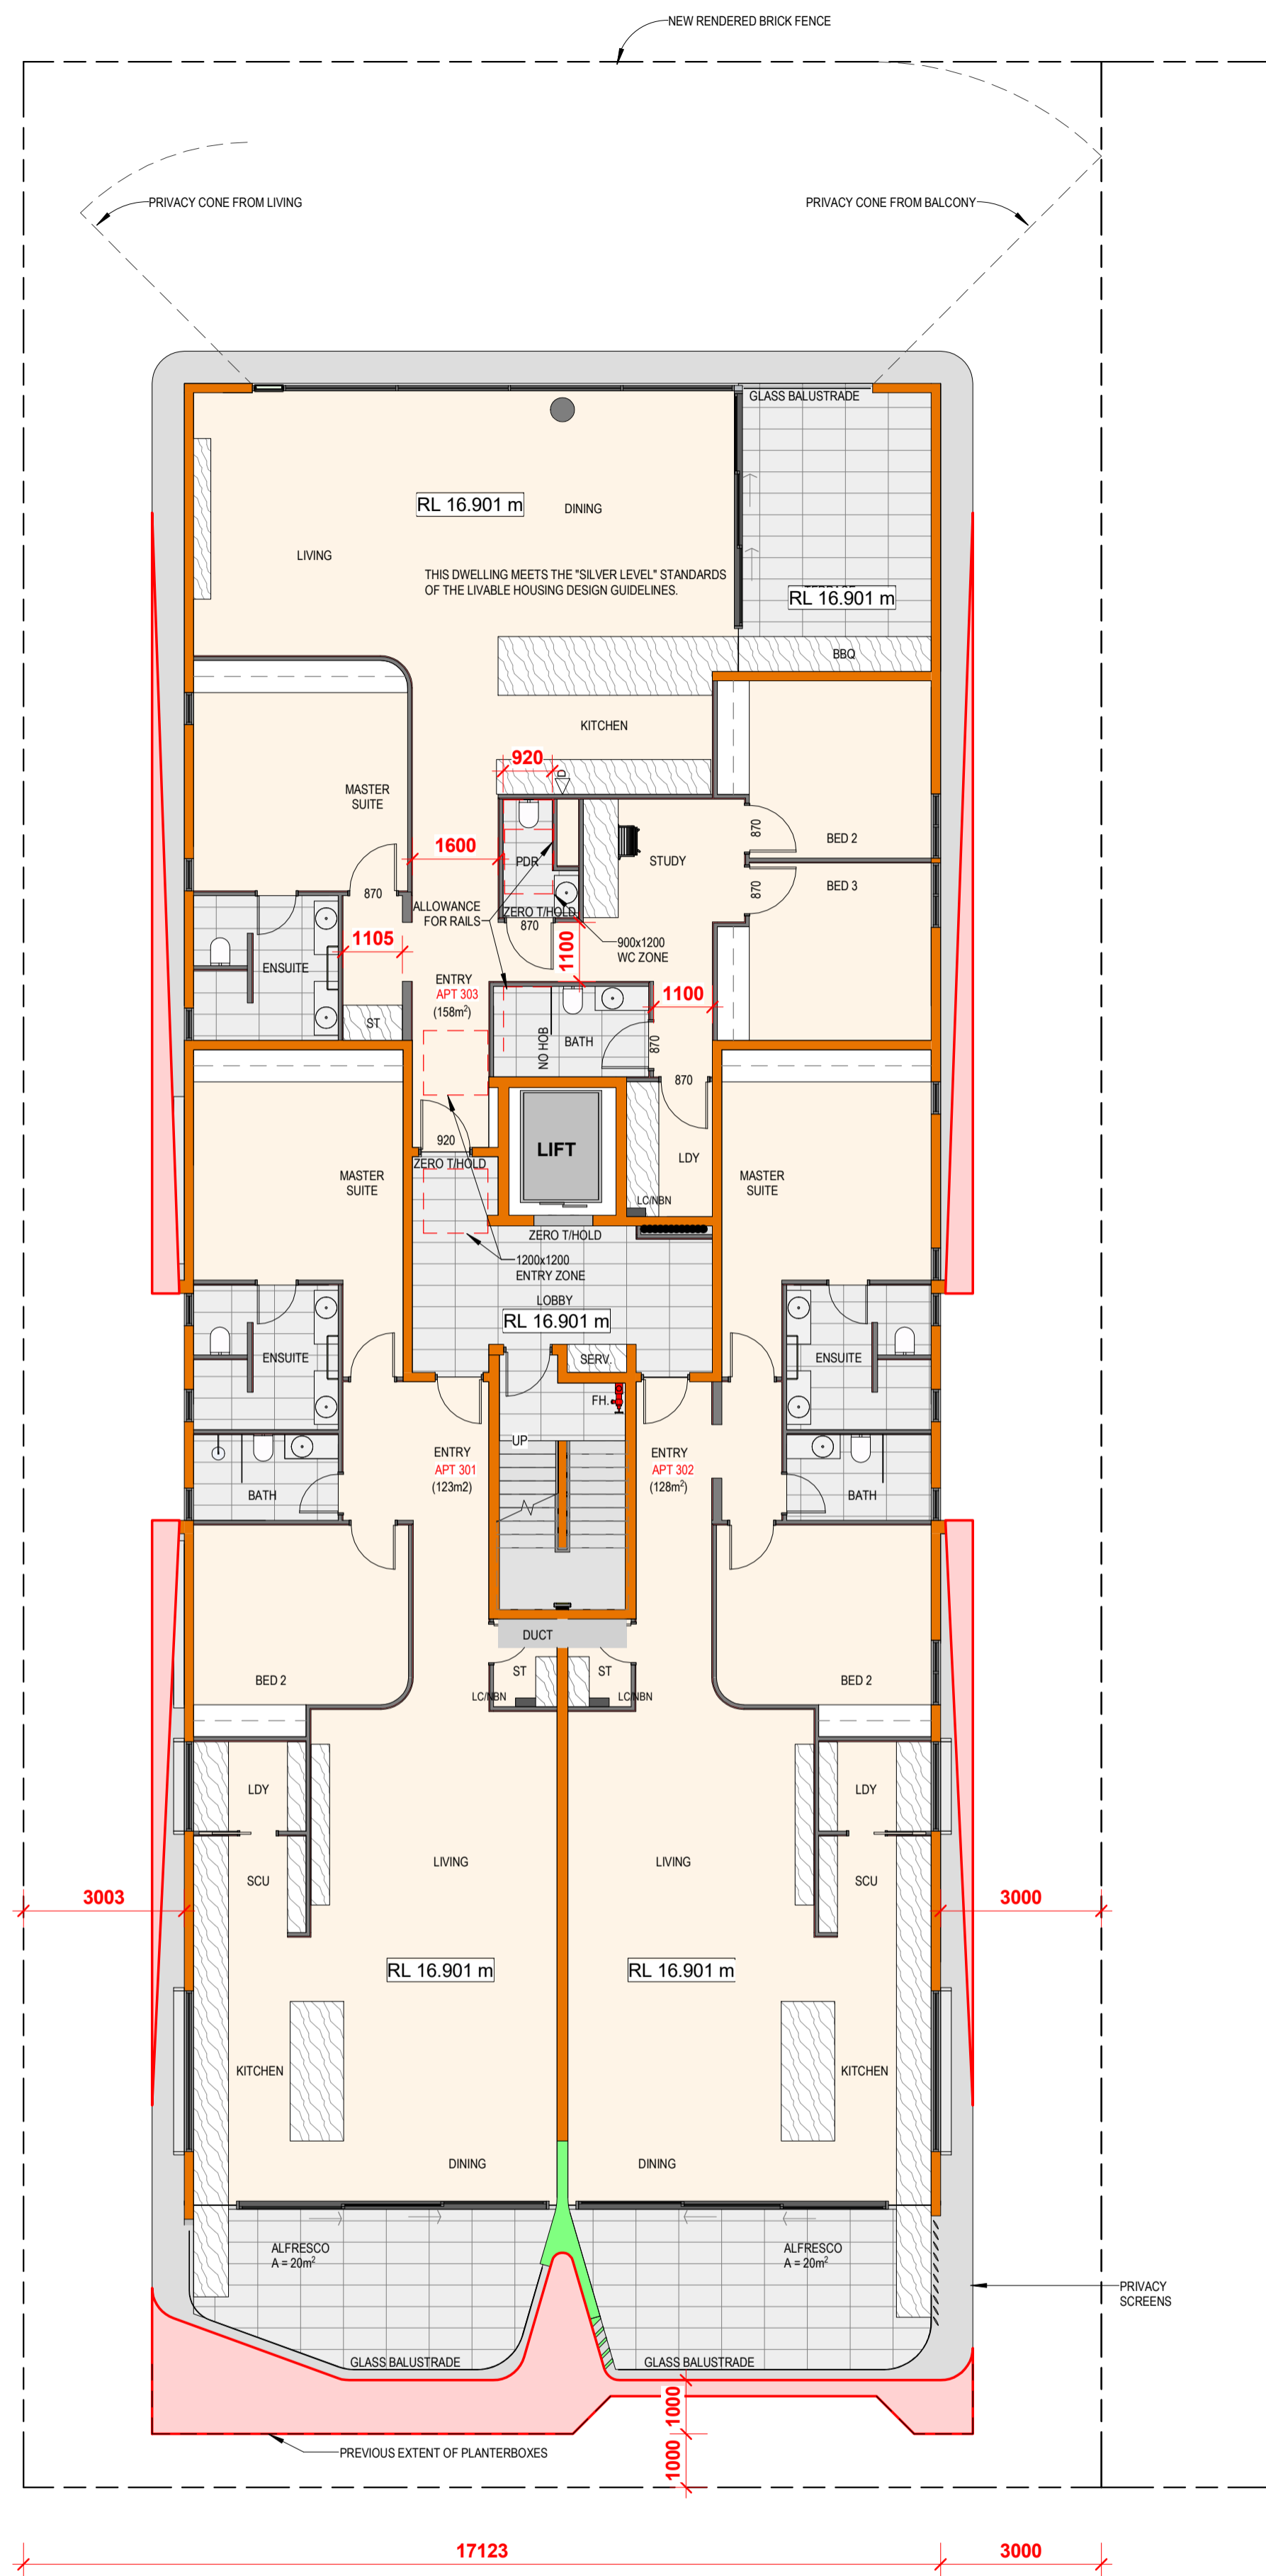 NEW RENDERED BRICK FENCE
PRIVACY CONE FROM LIVING
PRIVACY CONE FROM BALCONY
GLASS BALUSTRADE
RL 16.901 m
DINING
LIVING
THIS DWELLING MEETS THE "SILVER LEVEL" STANDARDS
OF THE LIVABLE HOUSING DESIGN GUIDELINES.
RL 16.901 m
BBQ
KITCHEN
920
D
MASTER
SUITE
1600
PDR
STUDY
870
BED 2
870
BED 3
870
ALLOWANCE
FOR RAILS
ZERO T/HOLD
870
900x1200
WC ZONE
1105
1100
ENSUITE
ENTRY
APT 303
(158m²)
1100
ST
NO HOB
BATH
870
870
920
ZERO T/HOLD
LIFT
LDY
LC/NBN
MASTER
SUITE
MASTER
SUITE
ZERO T/HOLD
1200x1200
ENTRY ZONE
LOBBY
RL 16.901 m
SERV.
ENSUITE
ENSUITE
FH.
UP
ENTRY
APT 301
(123m2)
ENTRY
APT 302
(128m²)
BATH
BATH
DUCT
ST
ST
LC/NBN
LC/NBN
BED 2
BED 2
LDY
LDY
LIVING
LIVING
SCU
SCU
3003
3000
RL 16.901 m
RL 16.901 m
KITCHEN
KITCHEN
DINING
DINING
ALFRESCO
A = 20m²
ALFRESCO
A = 20m²
PRIVACY
SCREENS
GLASS BALUSTRADE
GLASS BALUSTRADE
1000
PREVIOUS EXTENT OF PLANTERBOXES
1000
17123
3000